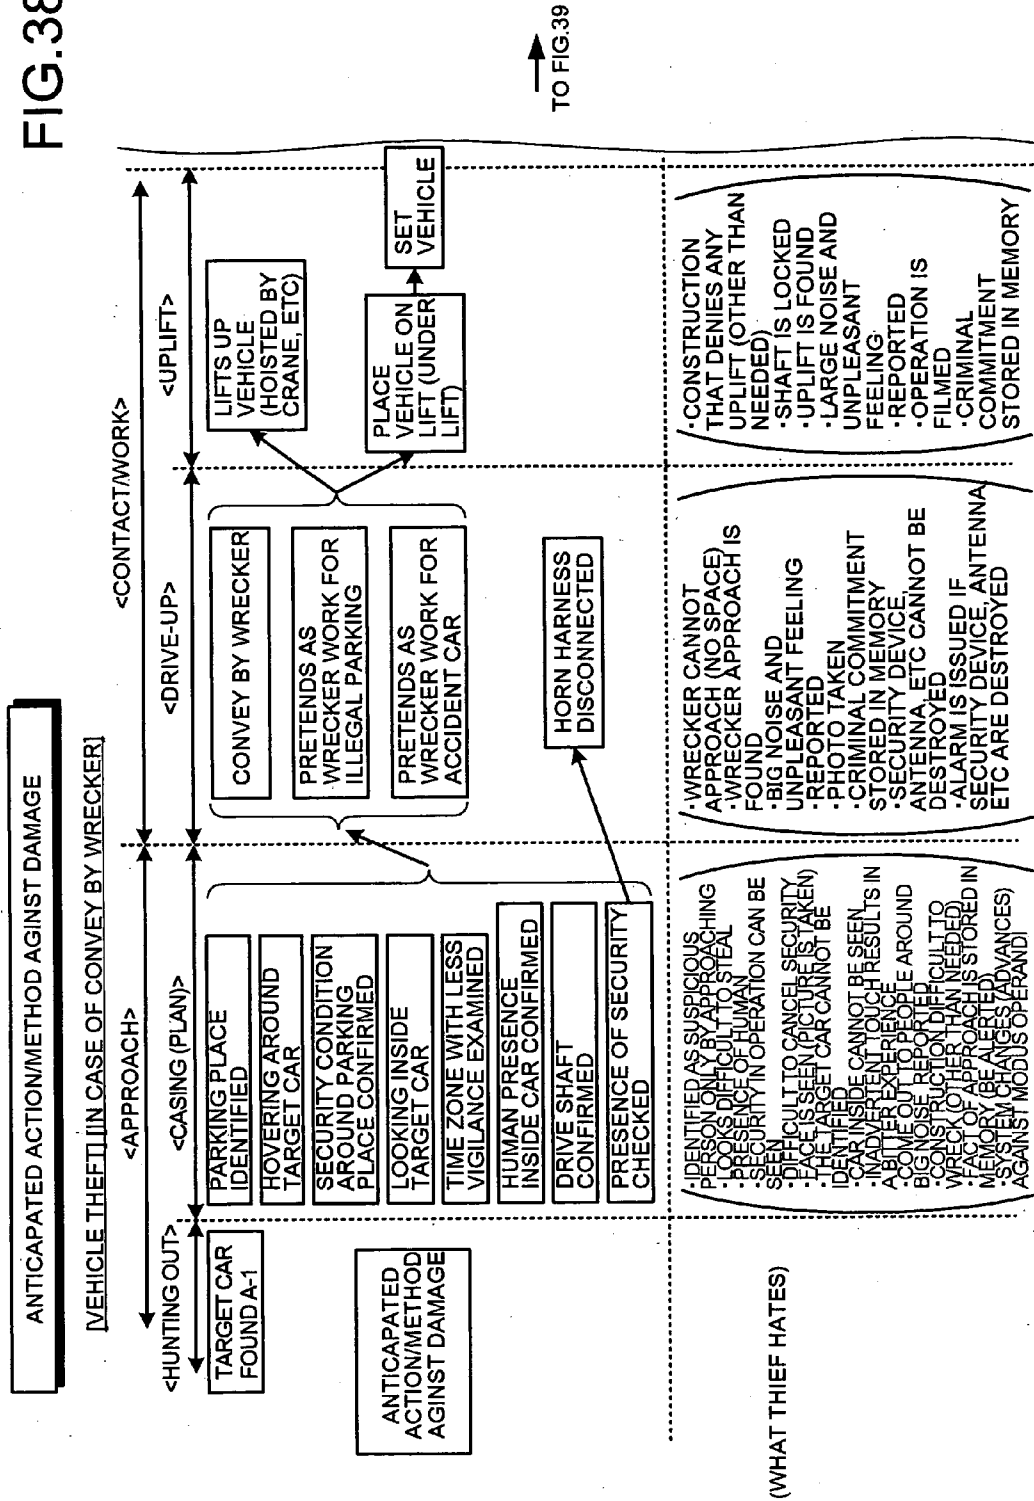 FIG.38
ANTICAPATED ACTION/METHOD AGINST DAMAGE
[VEHICLE THEFT] [IN CASE OF CONVEY BY WRECKER]
<APPROACH>
<CONTACT/WORK>
<HUNTING OUT>
<CASING (PLAN)>
<DRIVE-UP>
<UPLIFT>
TARGET CAR
FOUND A-1
ANTICAPATED
ACTION/METHOD
AGINST DAMAGE
PARKING PLACE
IDENTIFIED
HOVERING AROUND
TARGET CAR
SECURITY CONDITION
AROUND PARKING
PLACE CONFIRMED
LOOKING INSIDE
TARGET CAR
TIME ZONE WITH LESS
VIGILANCE EXAMINED
HUMAN PRESENCE
INSIDE CAR CONFIRMED
DRIVE SHAFT
CONFIRMED
PRESENCE OF SECURITY
CHECKED
CONVEY BY WRECKER
PRETENDS AS
WRECKER WORK FOR
ILLEGAL PARKING
PRETENDS AS
WRECKER WORK FOR
ACCIDENT CAR
HORN HARNESS
DISCONNECTED
LIFTS UP
VEHICLE
(HOISTED BY
CRANE, ETC)
PLACE
VEHICLE ON
LIFT (UNDER
LIFT)
SET
VEHICLE
TO FIG.39
(WHAT THIEF HATES)
・IDENTIFIED AS SUSPICIOUS
PERSON ONLY BY APPROACHING
・LOOKS DIFFICULT TO STEAL
・PRESENCE OF HUMAN
・SECURITY IN OPERATION CAN BE
SEEN
・DIFFICULT TO CANCEL SECURITY
・FACE IS SEEN (PICTURE IS TAKEN)
・THE TARGET CAR CANNOT BE
IDENTIFIED
・CAR INSIDE CANNOT BE SEEN
・INADVERTENT TOUCH RESULTS IN
A BITTER EXPERIENCE
・COME OUT TO PEOPLE AROUND
BIG NOISE REPORTED
・CONSTRUCTION DIFFICULT TO
WRECK (OTHER THAN NEEDED)
・FACT OF APPROACH IS STORED IN
MEMORY (BE ALERTED)
・SYSTEM CHANGES (ADVANCES)
AGAINST MODUS OPERANDI
・WRECKER CANNOT
APPROACH (NO SPACE)
・WRECKER APPROACH IS
FOUND
・BIG NOISE AND
UNPLEASANT FEELING
・REPORTED
・PHOTO TAKEN
・CRIMINAL COMMITMENT
STORED IN MEMORY
・SECURITY DEVICE,
ANTENNA, ETC CANNOT BE
DESTROYED
・ALARM IS ISSUED IF
SECURITY DEVICE, ANTENNA,
ETC ARE DESTROYED
・CONSTRUCTION
THAT DENIES ANY
UPLIFT (OTHER THAN
NEEDED)
・SHAFT IS LOCKED
・UPLIFT IS FOUND
・LARGE NOISE AND
UNPLEASANT
FEELING
・REPORTED
・OPERATION IS
FILMED
・CRIMINAL
COMMITMENT
STORED IN MEMORY